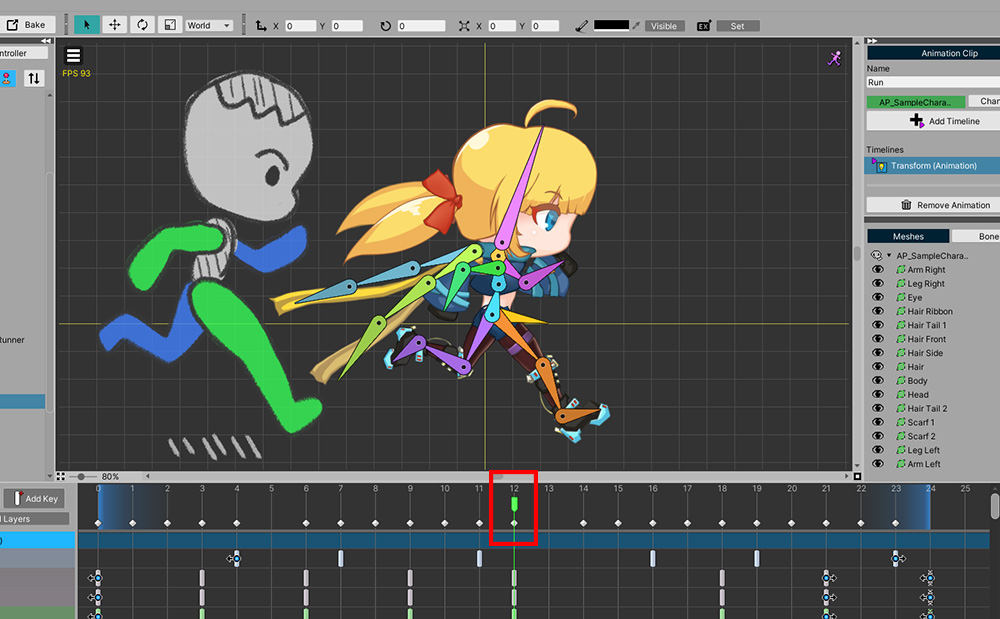 Bake
World
X 0 Y 0
0
X 0 Y 0
Visible
EX
Set
ntroller
FPS 93
unner
80%
Animation Clip
Name
Run
AP_SampleChara..
Chan
Add Timeline
Timelines
Transform (Animation)
Remove Animation
Meshes
Bone
AP_SampleChara..
Arm Right
Leg Right
Eye
Hair Ribbon
Hair Tail 1
Hair Front
Hair Side
Hair
Body
Head
Hair Tail 2
Scarf 1
Scarf 2
Leg Left
Arm Left
Add Key
Layers
0 1 2 3 4 5 6 7 8 9 10 11 12 13 14 15 16 17 18 19 20 21 22 23 24 25